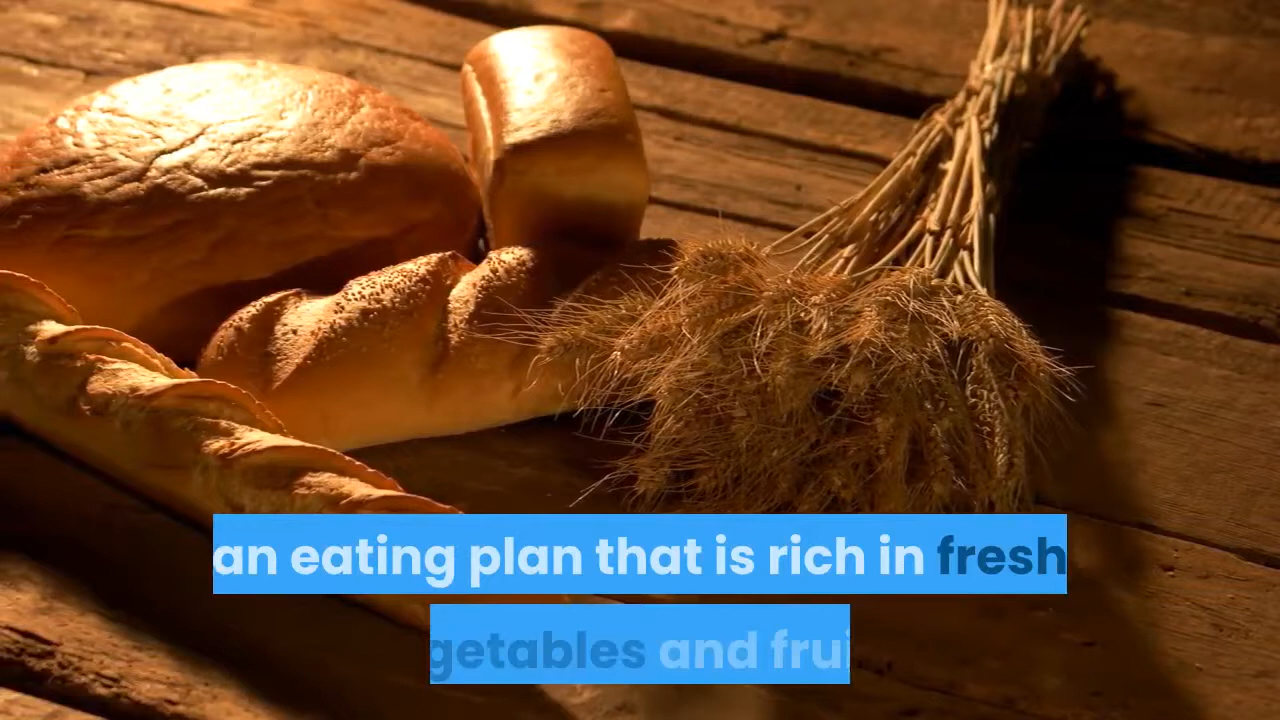 an eating plan that is rich in fresh
getables and frui